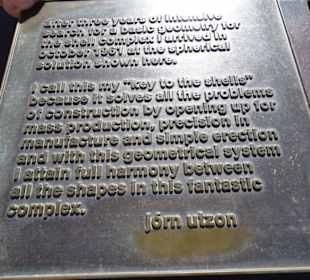 after three years of intensive
search for a basic geometry for
the shell complex I arrived in
october, 1961 at the spherical
solution shown here.
I call this my "key to the shells"
because it solves all the problems
of construction by opening up for
mass production, precision in
manufacture and simple erection
and with this geometrical system
I attain full harmony between
all the shapes in this fantastic
complex.
jórn utzon